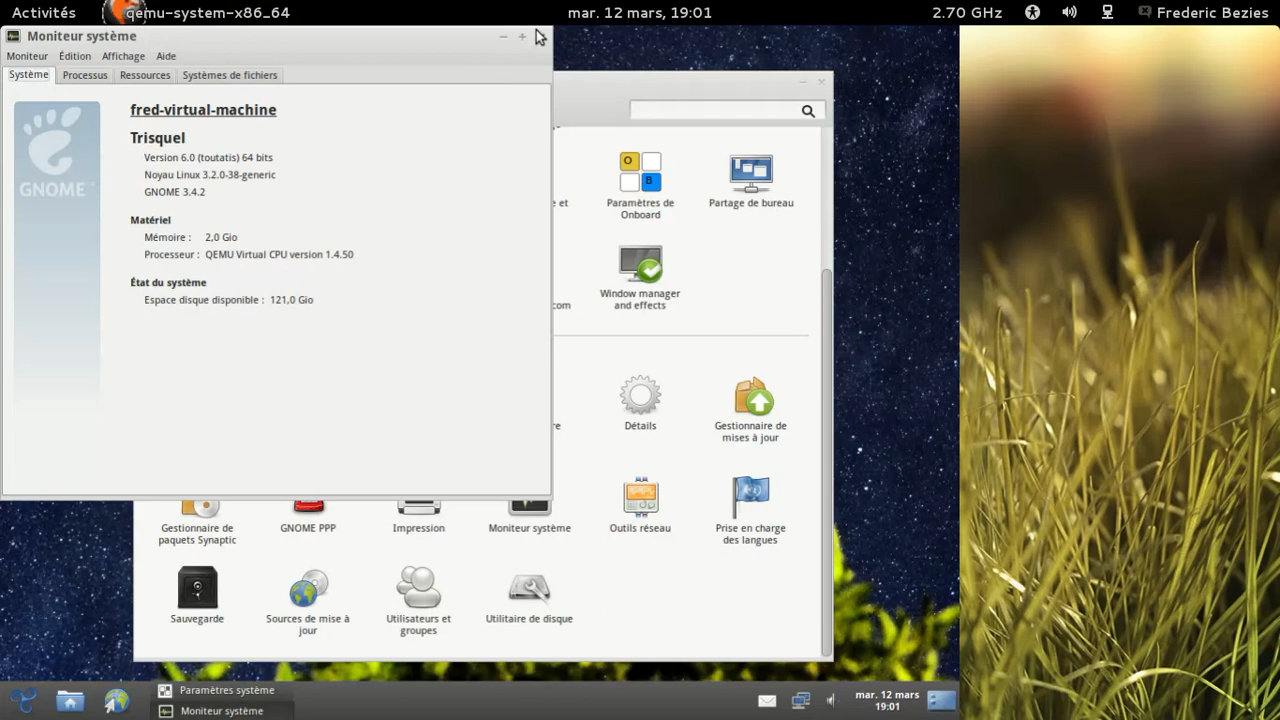 Activités
qemu-system-x86_64
mar. 12 mars, 19:01
2.70 GHz
Frederic Bezies
Moniteur système
Moniteur Édition Affichage Aide
Système Processus Ressources Systèmes de fichiers
GNOME™
fred-virtual-machine
Trisquel
Version 6.0 (toutatis) 64 bits
Noyau Linux 3.2.0-38-generic
GNOME 3.4.2
Matériel
Mémoire : 2,0 Gio
Processeur : QEMU Virtual CPU version 1.4.50
État du système
Espace disque disponible : 121,0 Gio
O
B
e et
Paramètres de
Onboard
Partage de bureau
om
Window manager
and effects
re
Détails
Gestionnaire de
mises à jour
Gestionnaire de
paquets Synaptic
GNOME PPP
Impression
Moniteur système
Outils réseau
Prise en charge
des langues
Sauvegarde
Sources de mise à
jour
Utilisateurs et
groupes
Utilitaire de disque
Paramètres système
Moniteur système
mar. 12 mars
19:01